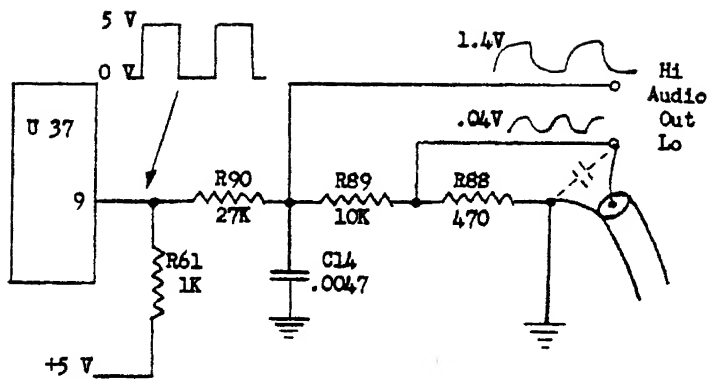 5 V
0 V
1.4V
Hi
Audio
Out
Lo
.04V
U 37
9
R90
27K
R89
10K
R88
470
R61
1K
C14
.0047
+5 V